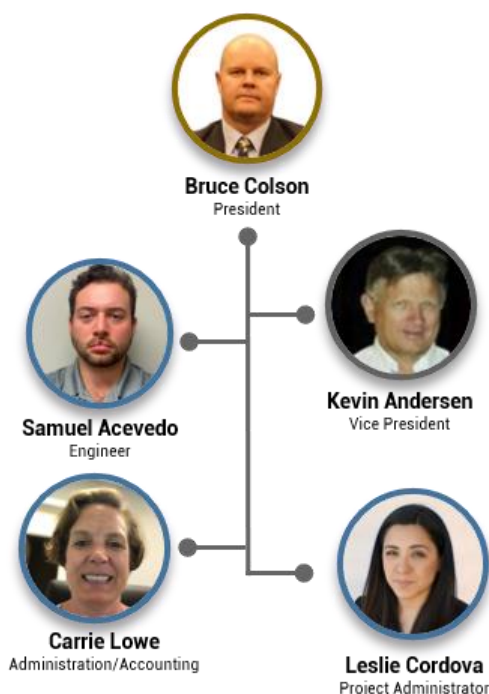 Bruce Colson
President
Samuel Acevedo
Engineer
Kevin Andersen
Vice President
Carrie Lowe
Administration/Accounting
Leslie Cordova
Project Administrator